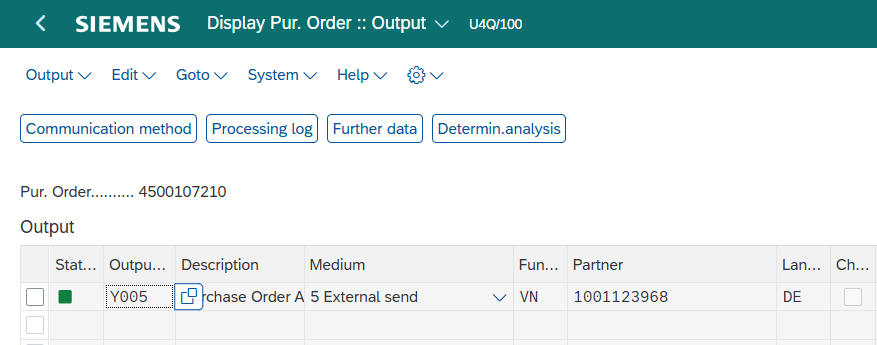 SIEMENS Display Pur. Order :: Output U4Q/100
Output Edit Goto System Help
Communication method Processing log Further data Determin.analysis
Pur. Order.......... 4500107210
Output
Stat... Outpu... Description Medium Fun... Partner Lan... Ch...
Y005 rchase Order A 5 External send VN 1001123968 DE